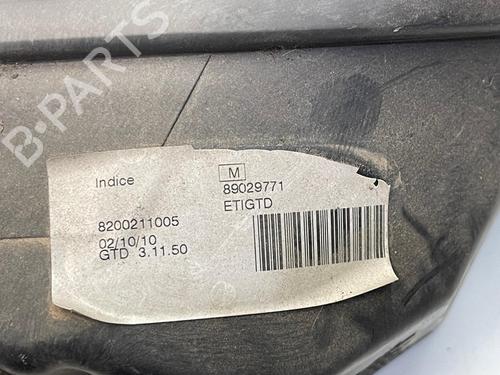 B-PARTS
Indice
M
89029771
ETIGTD
8200211005
02/10/10
GTD 3.11.50